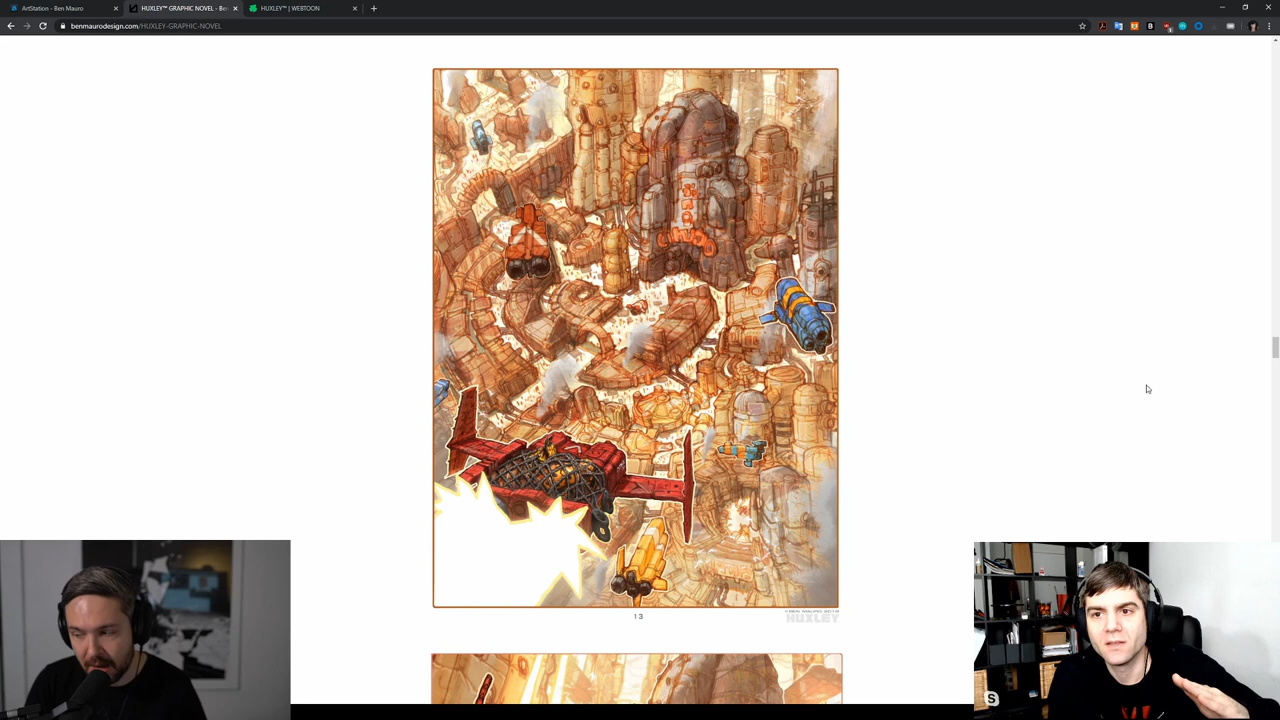 ArtStation - Ben Mauro
HUXLEY™ GRAPHIC NOVEL - Be
HUXLEY™ | WEBTOON
benmaurodesign.com/HUXLEY-GRAPHIC-NOVEL
13
HUXLEY